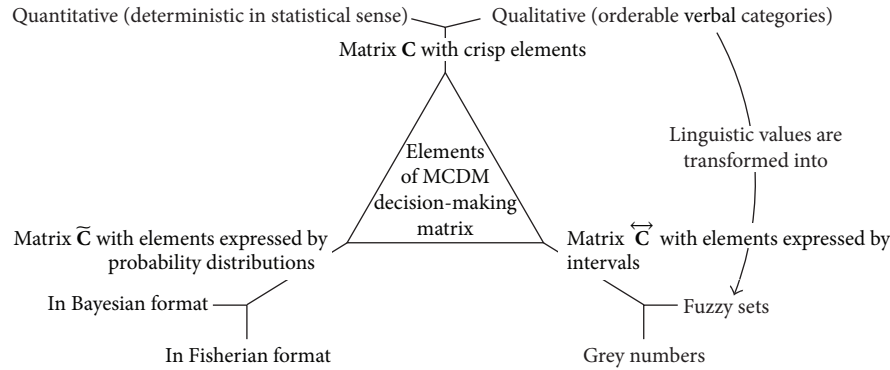 Quantitative (deterministic in statistical sense)
Qualitative (orderable verbal categories)
Matrix C with crisp elements
Linguistic values are
transformed into
Elements
of MCDM
decision-making
matrix
Matrix C̃ with elements expressed by
probability distributions
Matrix C⃡ with elements expressed by
intervals
In Bayesian format
In Fisherian format
Fuzzy sets
Grey numbers